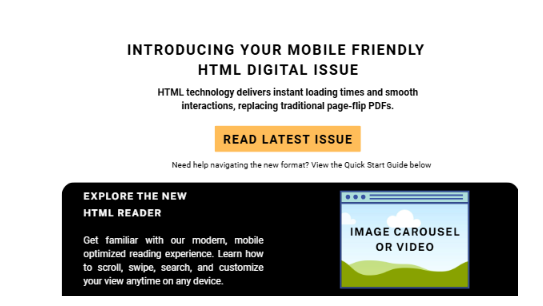 INTRODUCING YOUR MOBILE FRIENDLY
HTML DIGITAL ISSUE
HTML technology delivers instant loading times and smooth
interactions, replacing traditional page-flip PDFs.
READ LATEST ISSUE
Need help navigating the new format? View the Quick Start Guide below
EXPLORE THE NEW
HTML READER
Get familiar with our modern, mobile
optimized reading experience. Learn how
to scroll, swipe, search, and customize
your view anytime on any device.
IMAGE CAROUSEL
OR VIDEO